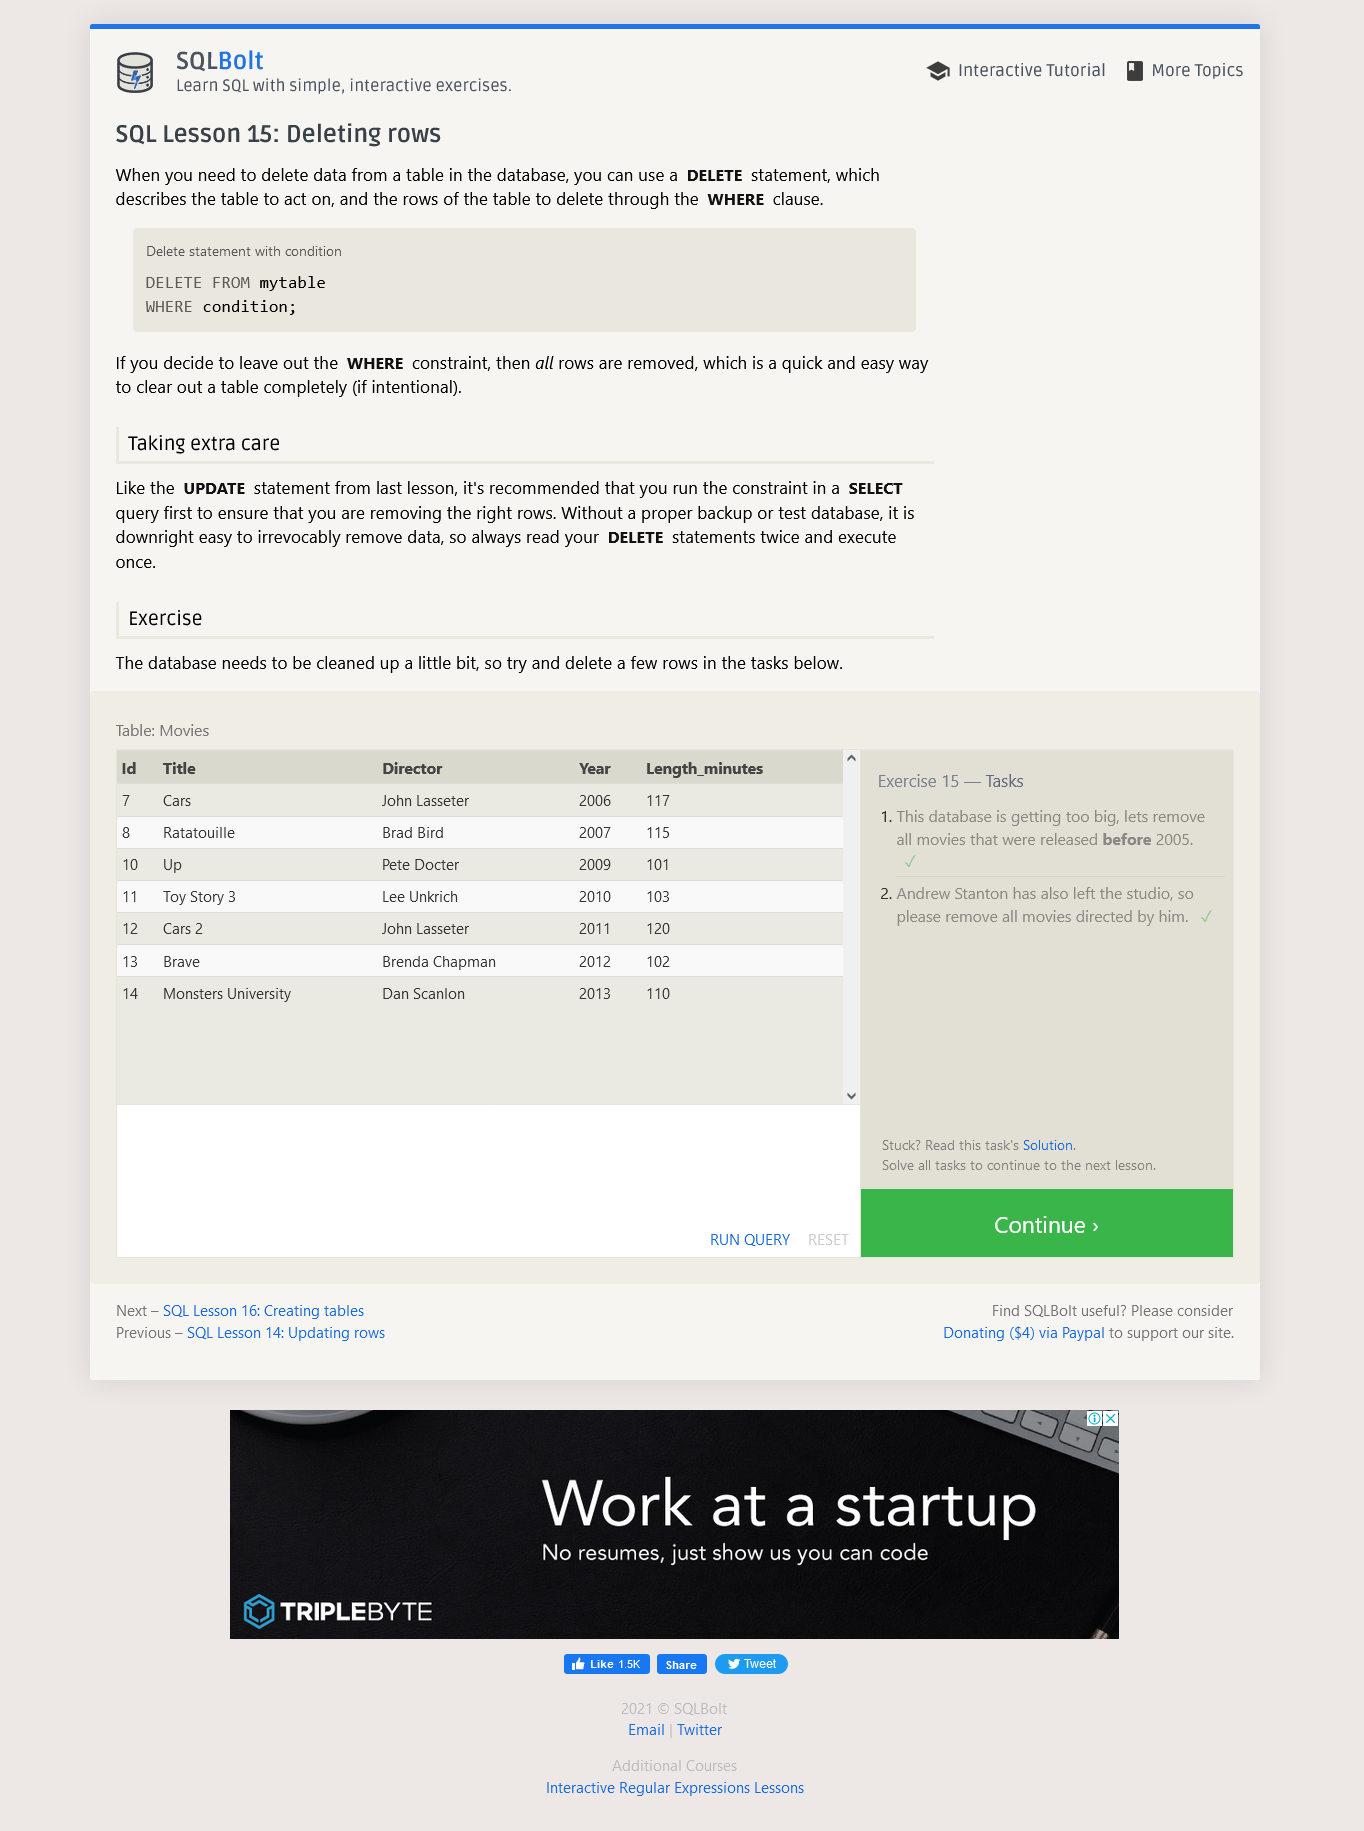 SQLBolt
Learn SQL with simple, interactive exercises.
Interactive Tutorial
More Topics
SQL Lesson 15: Deleting rows
When you need to delete data from a table in the database, you can use a DELETE statement, which
describes the table to act on, and the rows of the table to delete through the WHERE clause.
Delete statement with condition
DELETE FROM mytable
WHERE condition;
If you decide to leave out the WHERE constraint, then all rows are removed, which is a quick and easy way
to clear out a table completely (if intentional).
Taking extra care
Like the UPDATE statement from last lesson, it's recommended that you run the constraint in a SELECT
query first to ensure that you are removing the right rows. Without a proper backup or test database, it is
downright easy to irrevocably remove data, so always read your DELETE statements twice and execute
once.
Exercise
The database needs to be cleaned up a little bit, so try and delete a few rows in the tasks below.
Table: Movies
Id Title Director Year Length_minutes
7 Cars John Lasseter 2006 117
8 Ratatouille Brad Bird 2007 115
10 Up Pete Docter 2009 101
11 Toy Story 3 Lee Unkrich 2010 103
12 Cars 2 John Lasseter 2011 120
13 Brave Brenda Chapman 2012 102
14 Monsters University Dan Scanlon 2013 110
RUN QUERY RESET
Exercise 15 — Tasks
1. This database is getting too big, lets remove
all movies that were released before 2005.
✓
2. Andrew Stanton has also left the studio, so
please remove all movies directed by him. ✓
Stuck? Read this task's Solution.
Solve all tasks to continue to the next lesson.
Continue ›
Next – SQL Lesson 16: Creating tables
Previous – SQL Lesson 14: Updating rows
Find SQLBolt useful? Please consider
Donating ($4) via Paypal to support our site.
Work at a startup
No resumes, just show us you can code
TRIPLEBYTE
Like 1.5K
Share
Tweet
2021 © SQLBolt
Email | Twitter
Additional Courses
Interactive Regular Expressions Lessons